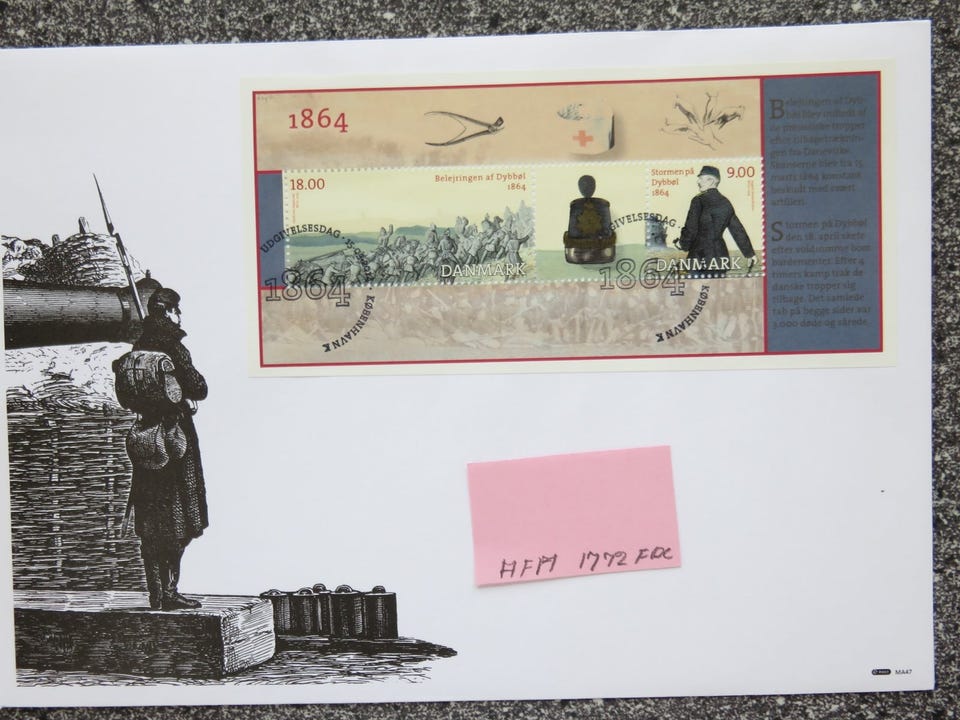 1864
18.00
Belejringen af Dybbøl
1864
DANMARK
Stormen på
Dybbøl
1864
9.00
DANMARK
UDGIVELSESDAG
1864
KØBENHAVN K
UDGIVELSESDAG
1864
KØBENHAVN K
Belejringen af Dyb-
bøl blev indledt af
de preussiske tropper
efter tilbagetræknin-
gen fra Danevirke.
Skanserne blev fra 15.
marts 1864 konstant
beskudt med svært
artilleri.
Stormen på Dybbøl
den 18. april skete
efter voldsomme bom-
bardementer. Efter 4
timers kamp trak de
danske tropper sig
tilbage. Det samlede
tab på begge sider var
3.000 døde og sårede.
AFA 1772 FDC
MA47